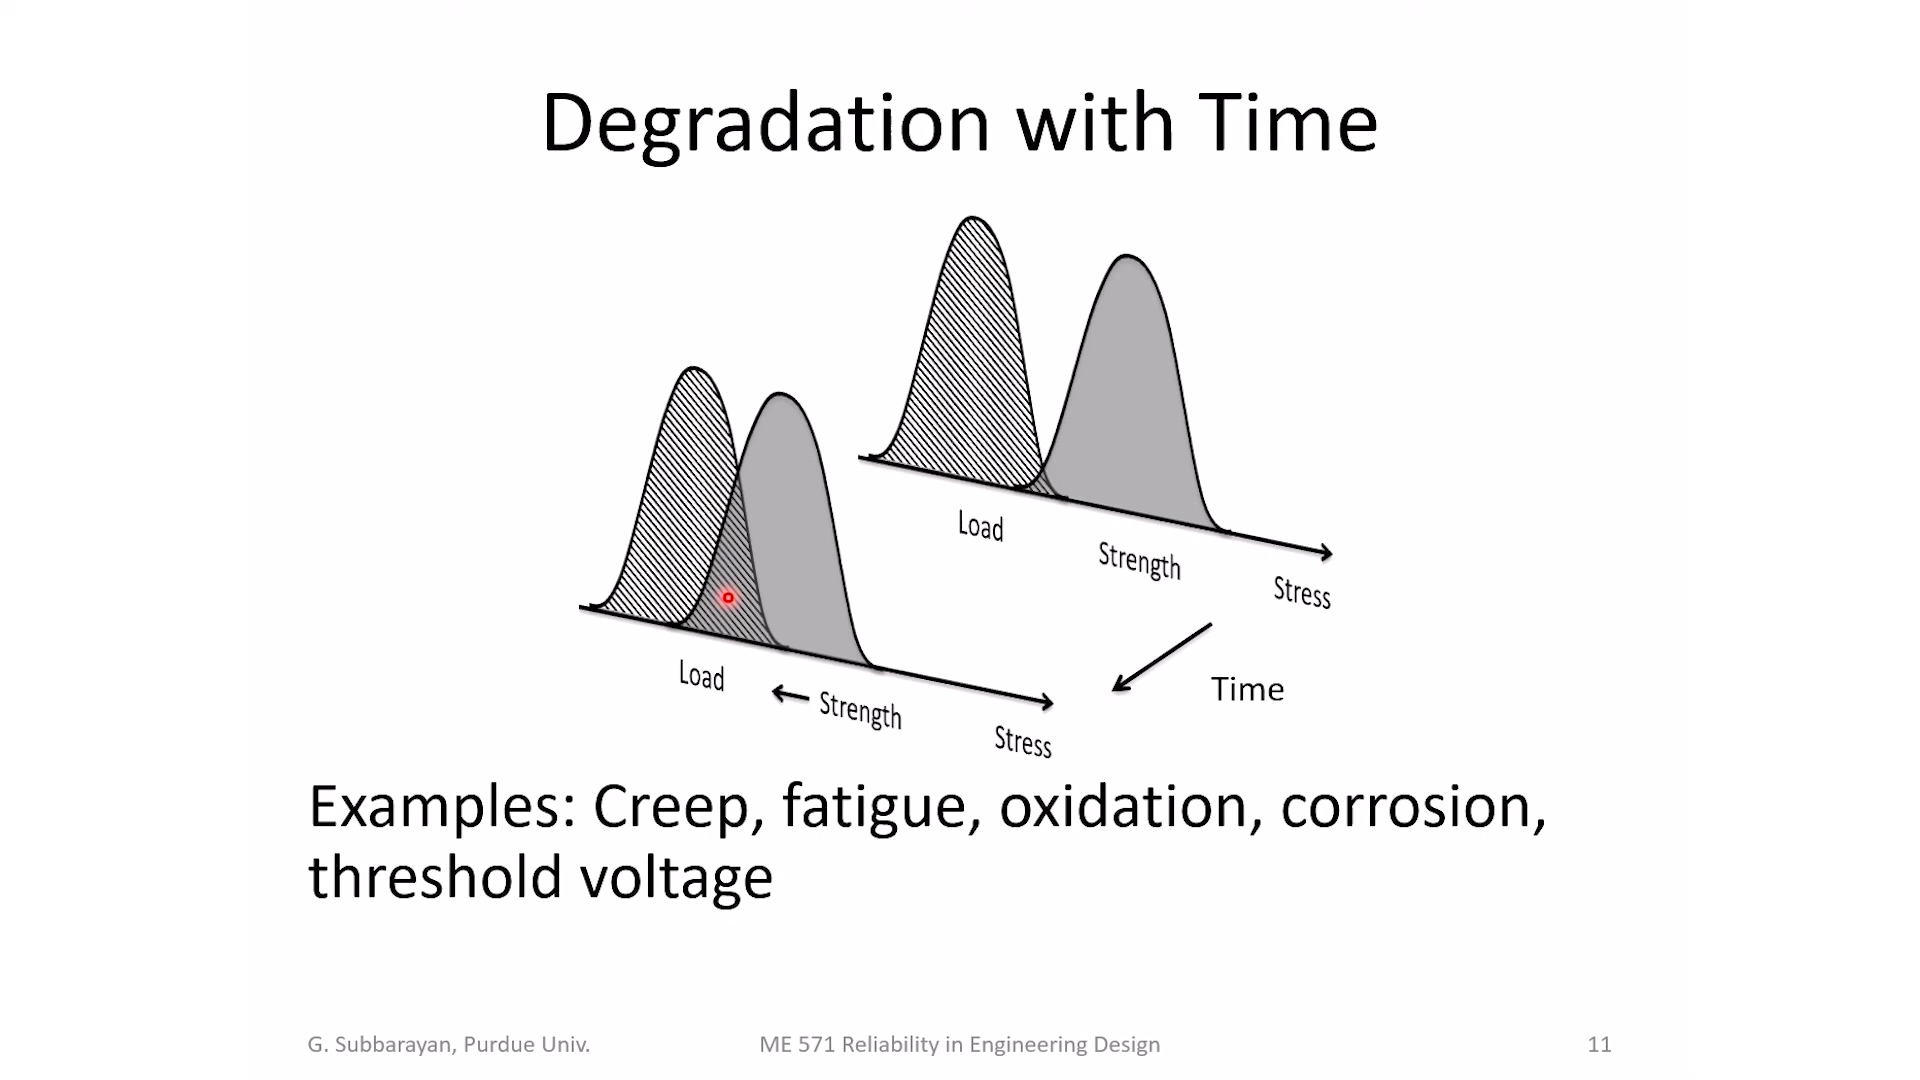 Degradation with Time
Load
Strength
Stress
Load
Strength
Stress
Time
Examples: Creep, fatigue, oxidation, corrosion,
threshold voltage
G. Subbarayan, Purdue Univ.
ME 571 Reliability in Engineering Design
11